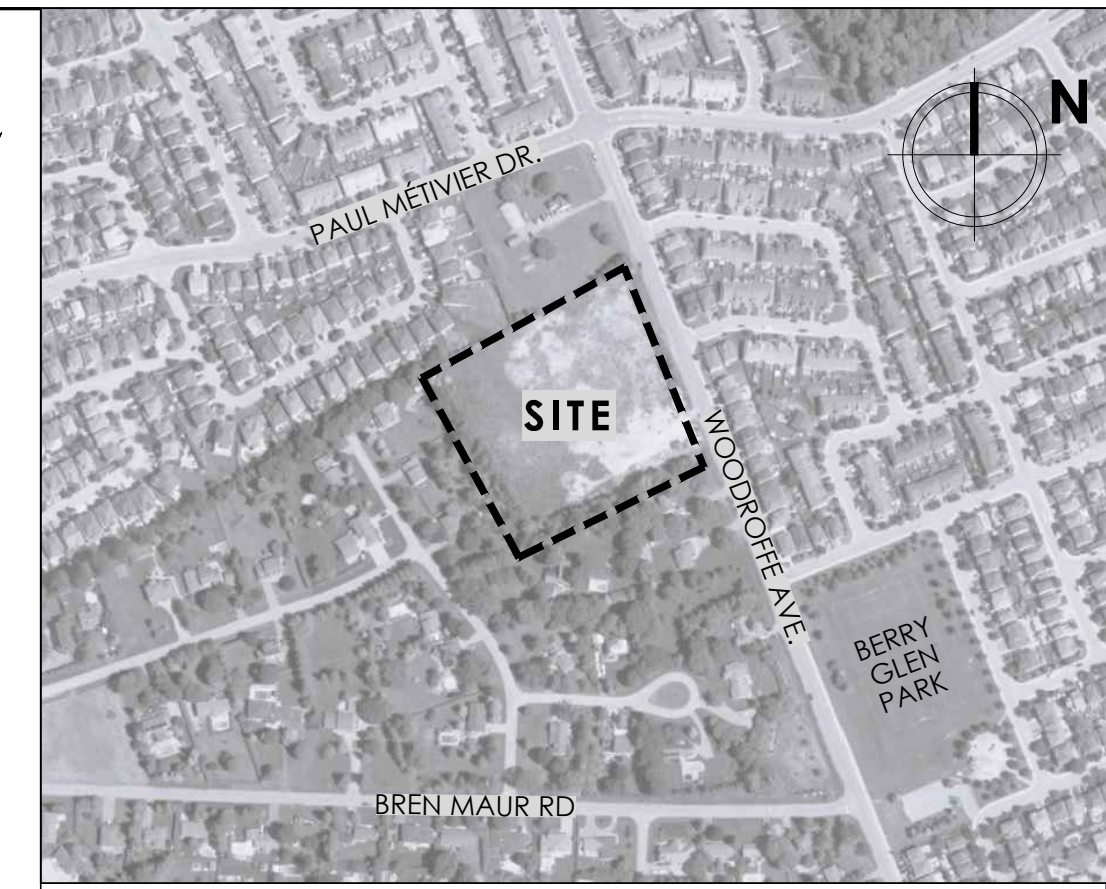 N
PAUL MÉTIVIER DR.
SITE
WOODROFFE AVE.
BERRY
GLEN
PARK
BREN MAUR RD